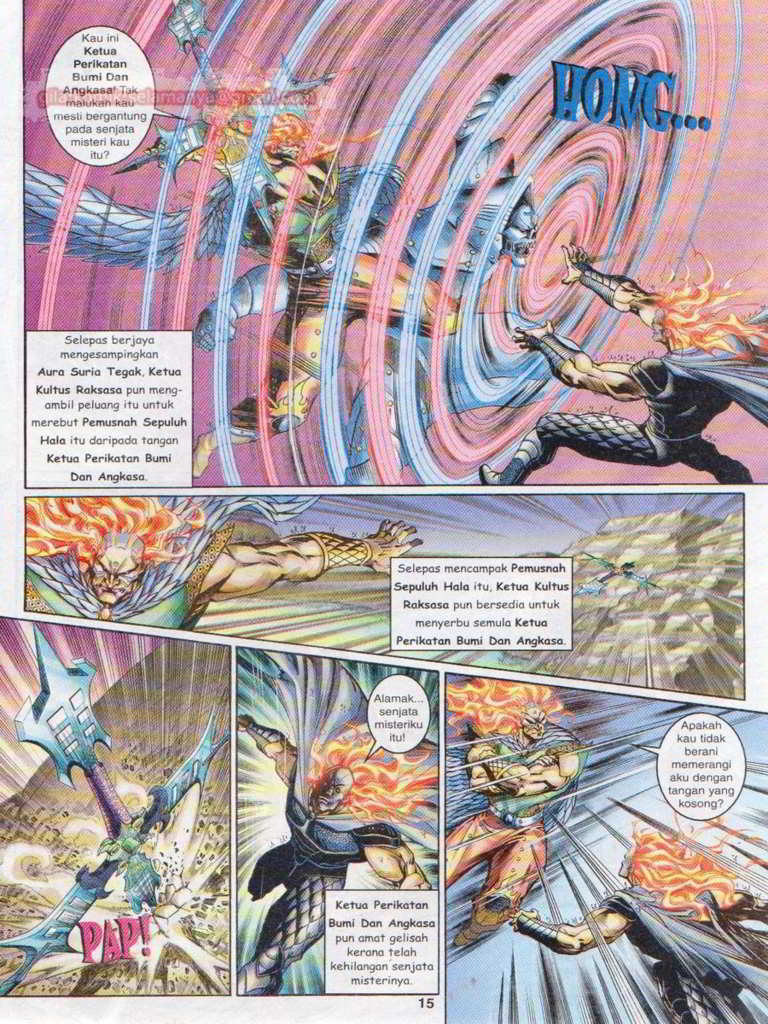 Kau ini
Ketua
Perikatan
Bumi Dan
Angkasa! Tak
malukah kau
mesti bergantung
pada senjata
misteri kau
itu?
HONG...
Selepas berjaya
mengesampingkan
Aura Suria Tegak, Ketua
Kultus Raksasa pun meng-
ambil peluang itu untuk
merebut Pemusnah Sepuluh
Hala itu daripada tangan
Ketua Perikatan Bumi
Dan Angkasa.
Selepas mencampak Pemusnah
Sepuluh Hala itu, Ketua Kultus
Raksasa pun bersedia untuk
menyerbu semula Ketua
Perikatan Bumi Dan Angkasa.
PAP!
Alamak...
senjata
misteriku
itu!
Ketua Perikatan
Bumi Dan Angkasa
pun amat gelisah
kerana telah
kehilangan senjata
misterinya.
Apakah
kau tidak
berani
memerangi
aku dengan
tangan yang
kosong?
15